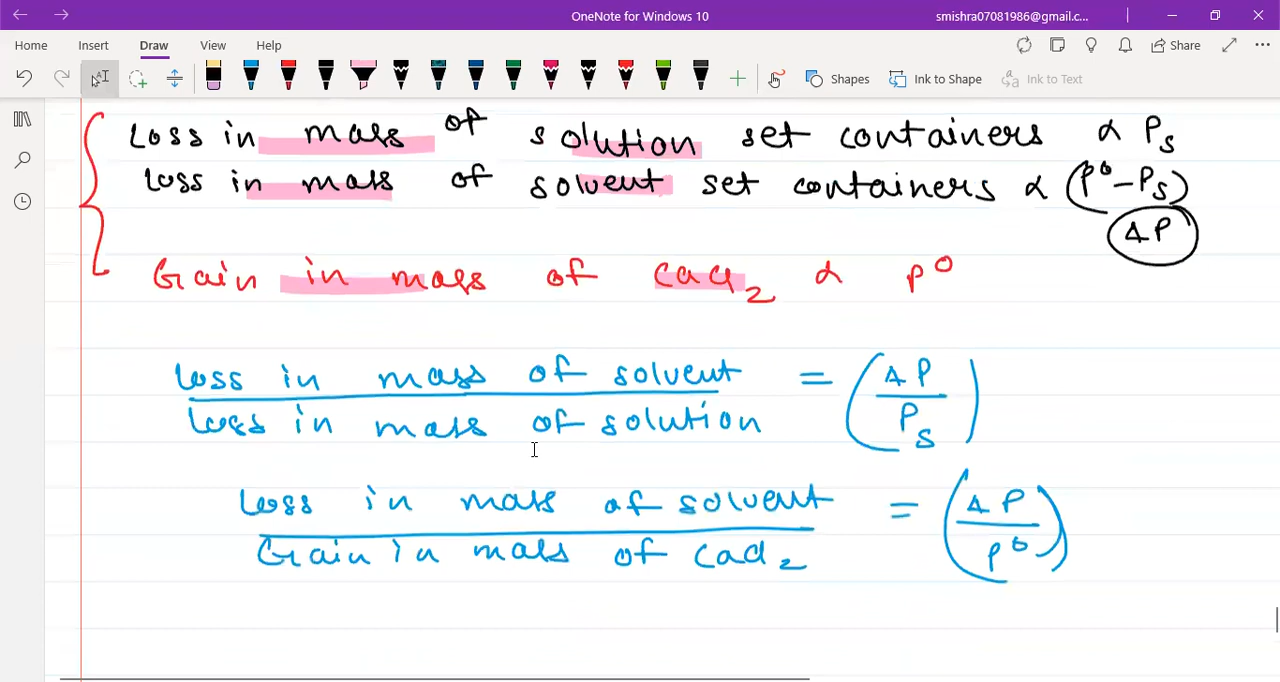 OneNote for Windows 10
smishra07081986@gmail.c...
Home Insert Draw View Help
Share
Shapes Ink to Shape Ink to Text
Loss in mass of solution set containers α Ps
Loss in mass of solvent set containers α (P⁰-Ps)
ΔP
Gain in mass of CaCl₂ α P⁰
Loss in mass of solvent = (ΔP
Loss in mass of solution Ps)
Loss in mass of solvent = (ΔP
Gain in mass of CaCl₂ P⁰)